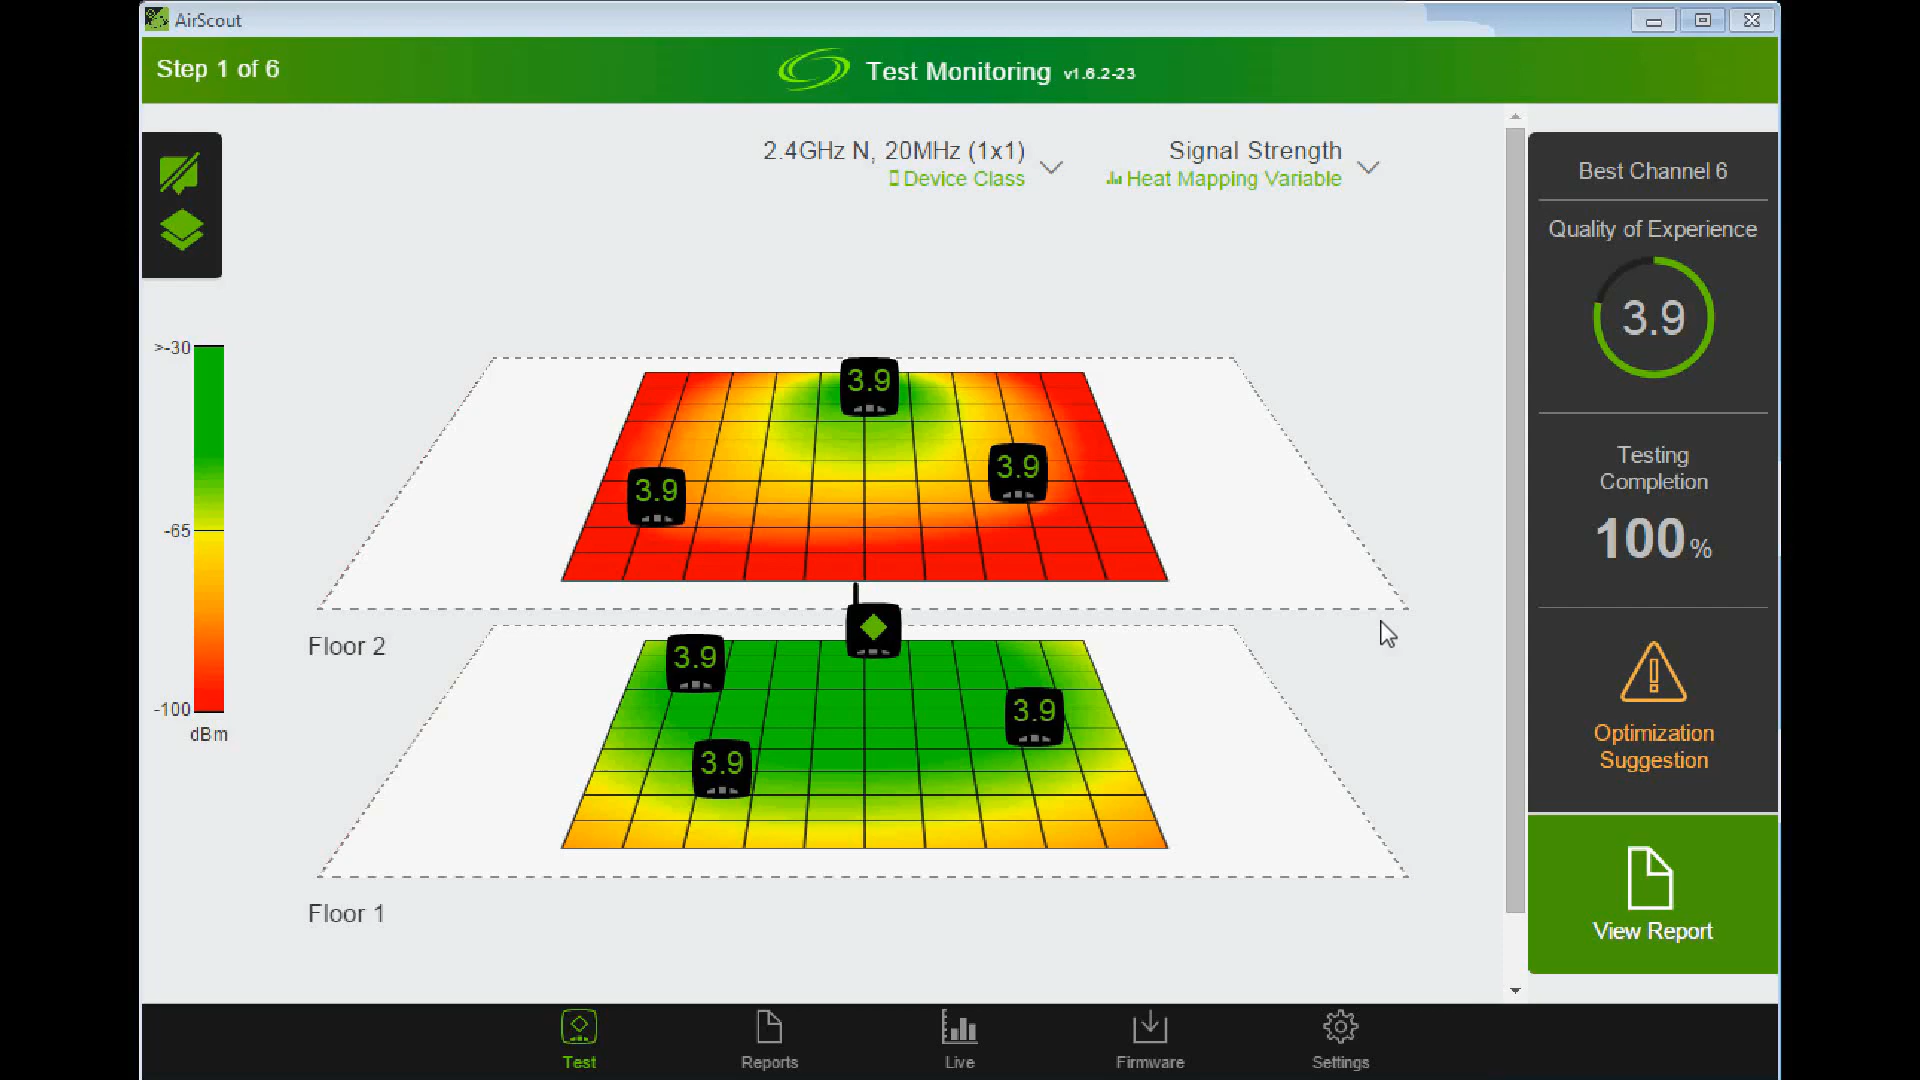 AirScout
Step 1 of 6
Test Monitoring v1.6.2-23
2.4GHz N, 20MHz (1x1)
Device Class
Signal Strength
Heat Mapping Variable
>-30
-65
-100
dBm
3.9
3.9
3.9
Floor 2
3.9
3.9
3.9
Floor 1
Best Channel 6
Quality of Experience
3.9
Testing
Completion
100%
Optimization
Suggestion
View Report
Test
Reports
Live
Firmware
Settings